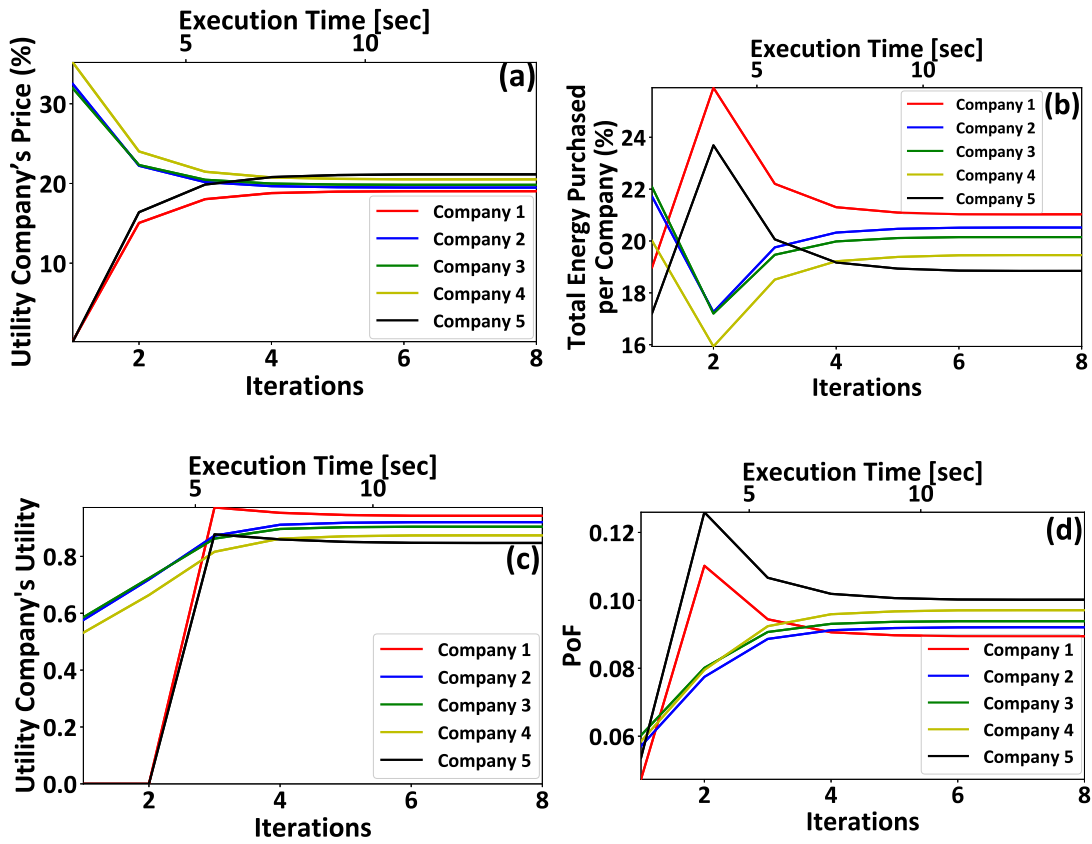 Execution Time [sec]
5 10
(a)
Utility Company's Price (%)
30
20
10
Company 1
Company 2
Company 3
Company 4
Company 5
2 4 6 8
Iterations
Execution Time [sec]
5 10
(b)
Total Energy Purchased
per Company (%)
24
22
20
18
16
Company 1
Company 2
Company 3
Company 4
Company 5
2 4 6 8
Iterations
Execution Time [sec]
5 10
(c)
Utility Company's Utility
0.8
0.6
0.4
0.2
0.0
Company 1
Company 2
Company 3
Company 4
Company 5
2 4 6 8
Iterations
Execution Time [sec]
5 10
(d)
PoF
0.12
0.10
0.08
0.06
Company 1
Company 2
Company 3
Company 4
Company 5
2 4 6 8
Iterations